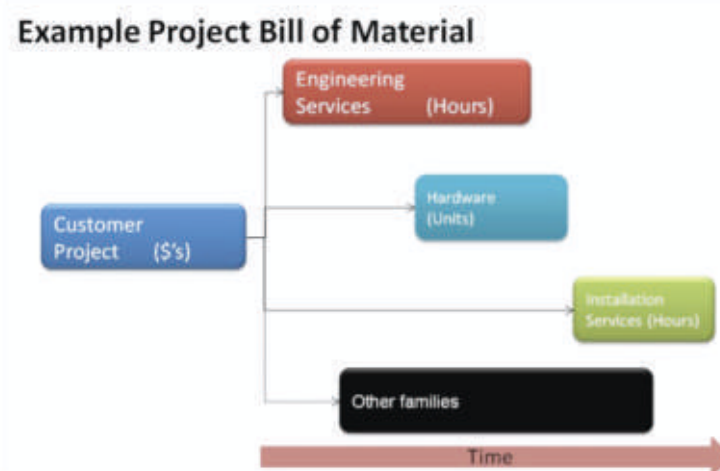 Example Project Bill of Material
Engineering
Services (Hours)
Hardware
(Units)
Customer
Project ($'s)
Installation
Services (Hours)
Other families
Time